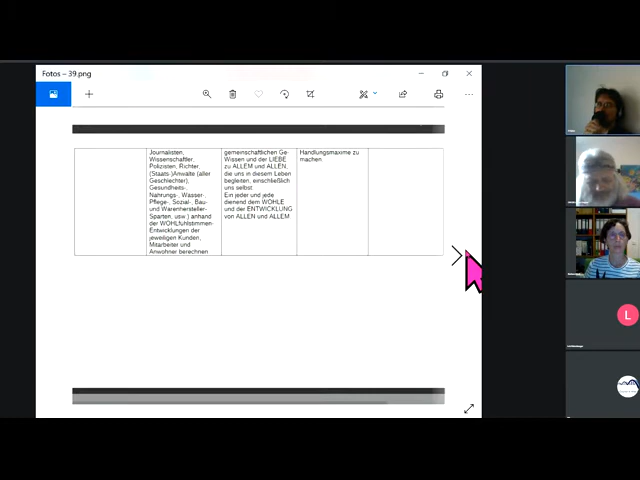 Fotos – 39.png
Journalisten,
Wissenschaftler,
Polizisten, Richter,
(Staats-)Anwälte (aller
Geschlechter),
Gesundheits-,
Nahrungs-, Wasser-,
Pflege-, Sozial-, Bau-
und Warenhersteller-
Sparten, usw.) anhand
der WOHLfühlstimmen-
Entwicklungen der
jeweiligen Kunden,
Mitarbeiter und
Anwohner berechnen
gemeinschaftlichen Ge-
Wissen und der LIEBE
zu ALLEM und ALLEN,
die uns in diesem Leben
begleiten, einschließlich
uns selbst.
Ein jeder und jede
dienend dem WOHLE
und der ENTWICKLUNG
von ALLEN und ALLEM
Handlungsmaxime zu
machen
L